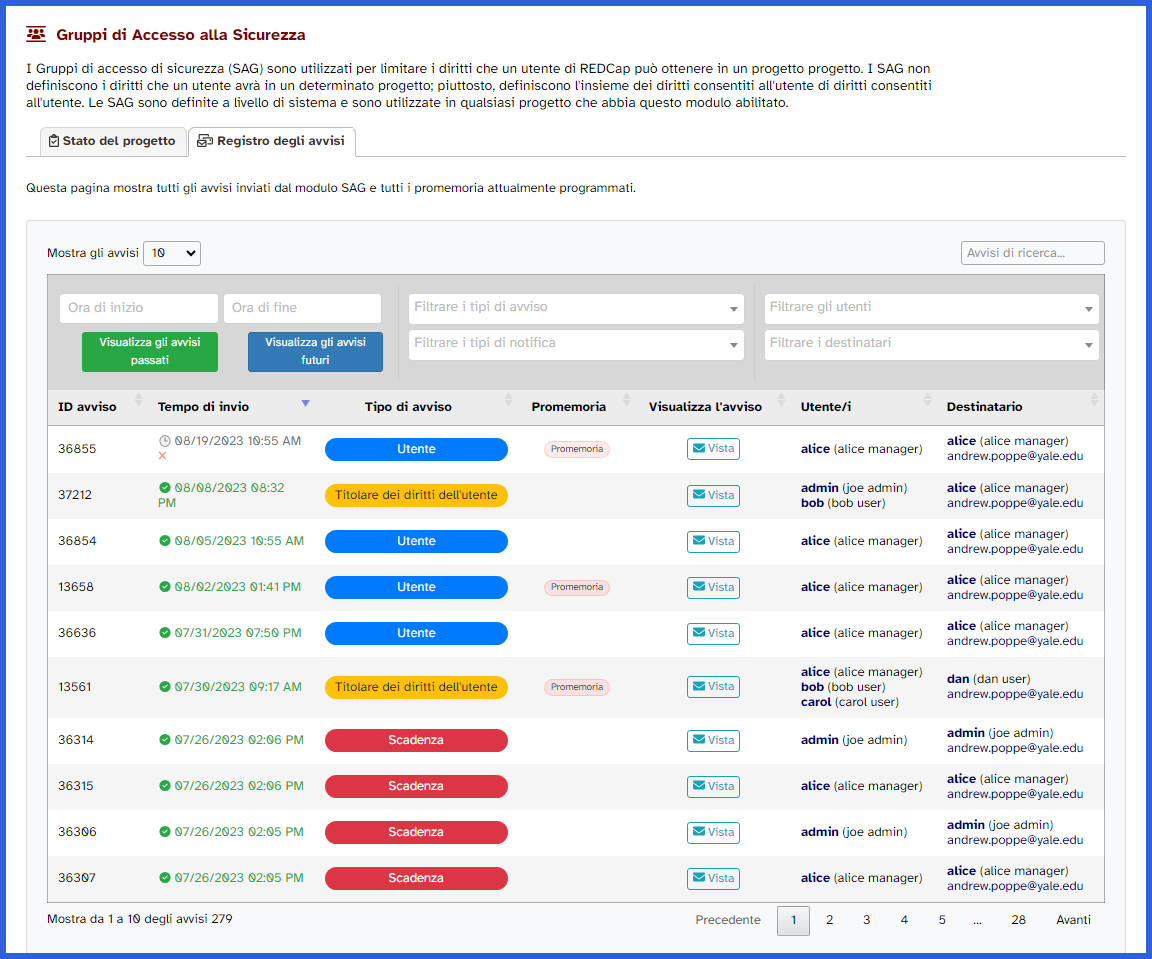 Gruppi di Accesso alla Sicurezza
I Gruppi di accesso di sicurezza (SAG) sono utilizzati per limitare i diritti che un utente di REDCap può ottenere in un progetto progetto. I SAG non
definiscono i diritti che un utente avrà in un determinato progetto; piuttosto, definiscono l'insieme dei diritti consentiti all'utente di diritti consentiti
all'utente. Le SAG sono definite a livello di sistema e sono utilizzate in qualsiasi progetto che abbia questo modulo abilitato.
Stato del progetto Registro degli avvisi
Questa pagina mostra tutti gli avvisi inviati dal modulo SAG e tutti i promemoria attualmente programmati.
Mostra gli avvisi 10 Avvisi di ricerca...
Ora di inizio Ora di fine Filtrare i tipi di avviso Filtrare gli utenti
Visualizza gli avvisi passati Visualizza gli avvisi futuri Filtrare i tipi di notifica Filtrare i destinatari
ID avviso Tempo di invio Tipo di avviso Promemoria Visualizza l'avviso Utente/i Destinatario
36855 08/19/2023 10:55 AM Utente Promemoria Vista alice (alice manager) alice (alice manager)
andrew.poppe@yale.edu
37212 08/08/2023 08:32 PM Titolare dei diritti dell'utente Vista admin (joe admin) alice (alice manager)
bob (bob user) andrew.poppe@yale.edu
36854 08/05/2023 10:55 AM Utente Vista alice (alice manager) alice (alice manager)
andrew.poppe@yale.edu
13658 08/02/2023 01:41 PM Utente Promemoria Vista alice (alice manager) alice (alice manager)
andrew.poppe@yale.edu
36636 07/31/2023 07:50 PM Utente Vista alice (alice manager) alice (alice manager)
andrew.poppe@yale.edu
13561 07/30/2023 09:17 AM Titolare dei diritti dell'utente Promemoria Vista alice (alice manager) dan (dan user)
bob (bob user) andrew.poppe@yale.edu
carol (carol user)
36314 07/26/2023 02:06 PM Scadenza Vista admin (joe admin) admin (joe admin)
andrew.poppe@yale.edu
36315 07/26/2023 02:06 PM Scadenza Vista alice (alice manager) alice (alice manager)
andrew.poppe@yale.edu
36306 07/26/2023 02:05 PM Scadenza Vista admin (joe admin) admin (joe admin)
andrew.poppe@yale.edu
36307 07/26/2023 02:05 PM Scadenza Vista alice (alice manager) alice (alice manager)
andrew.poppe@yale.edu
Mostra da 1 a 10 degli avvisi 279 Precedente 1 2 3 4 5 ... 28 Avanti